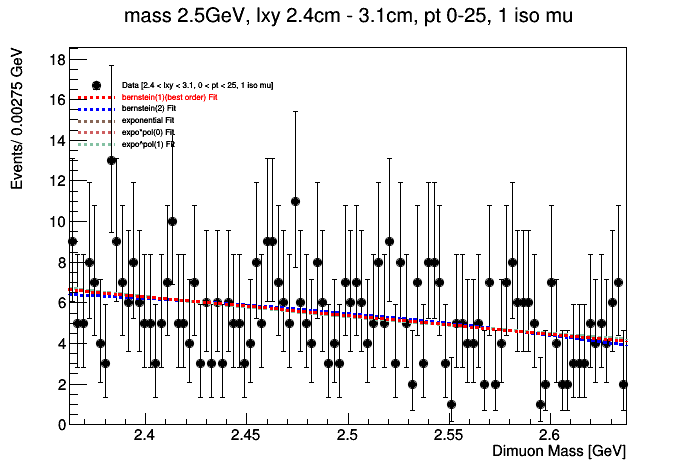 mass 2.5GeV, lxy 2.4cm - 3.1cm, pt 0-25, 1 iso mu
Events/ 0.00275 GeV
18
16
14
12
10
8
6
4
2
0
Data [2.4 < lxy < 3.1, 0 < pt < 25, 1 iso mu]
bernstein(1)(best order) Fit
bernstein(2) Fit
exponential Fit
expo*pol(0) Fit
expo*pol(1) Fit
2.4 2.45 2.5 2.55 2.6
Dimuon Mass [GeV]